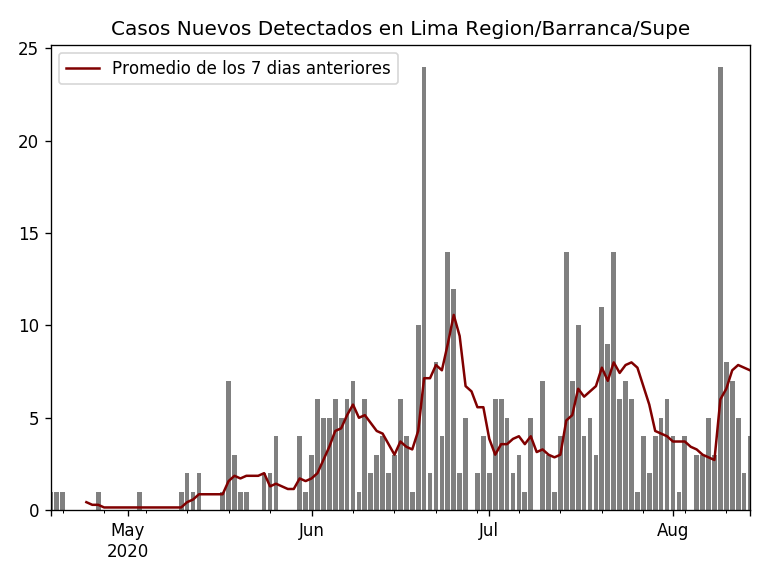 Casos Nuevos Detectados en Lima Region/Barranca/Supe
Promedio de los 7 dias anteriores
25
20
15
10
5
0
May Jun Jul Aug
2020